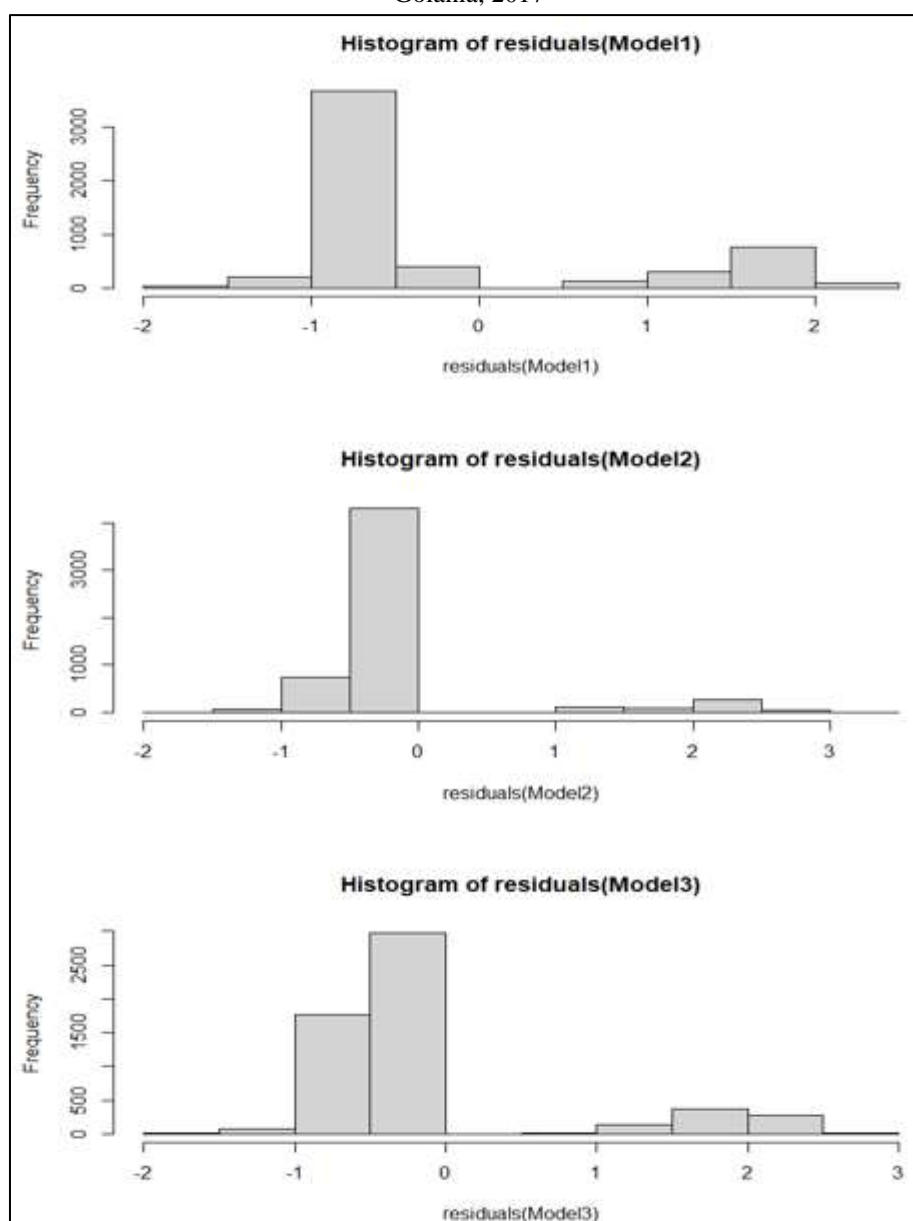 Goiânia, 2017
Histogram of residuals(Model1)
Frequency
3000
2000
1000
0
-2 -1 0 1 2
residuals(Model1)
Histogram of residuals(Model2)
Frequency
3000
1000
0
-2 -1 0 1 2 3
residuals(Model2)
Histogram of residuals(Model3)
Frequency
2500
1500
500
0
-2 -1 0 1 2 3
residuals(Model3)